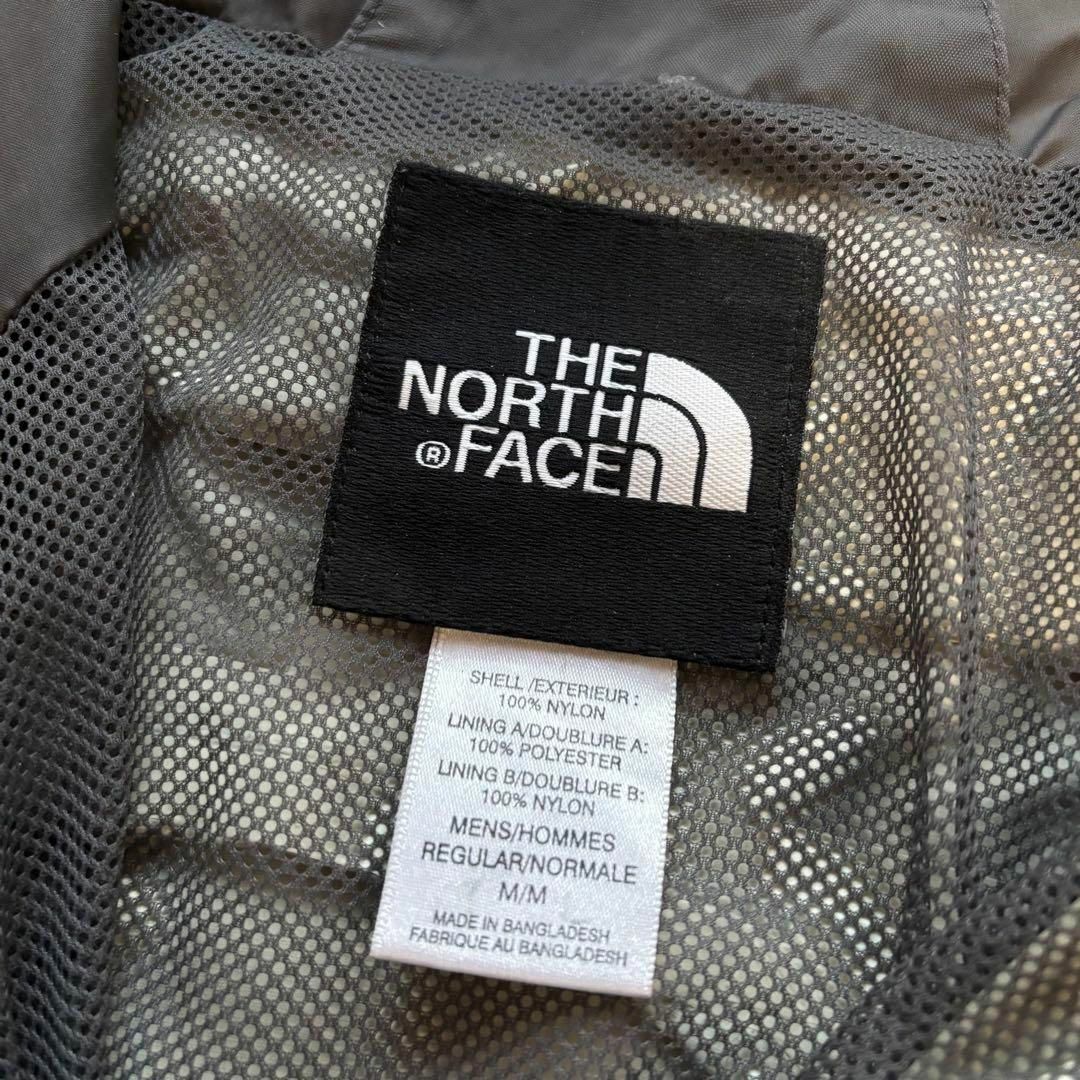 THE
NORTH
®FACE
SHELL /EXTERIEUR :
100% NYLON
LINING A/DOUBLURE A:
100% POLYESTER
LINING B/DOUBLURE B:
100% NYLON
MENS/HOMMES
REGULAR/NORMALE
M/M
MADE IN BANGLADESH
FABRIQUE AU BANGLADESH